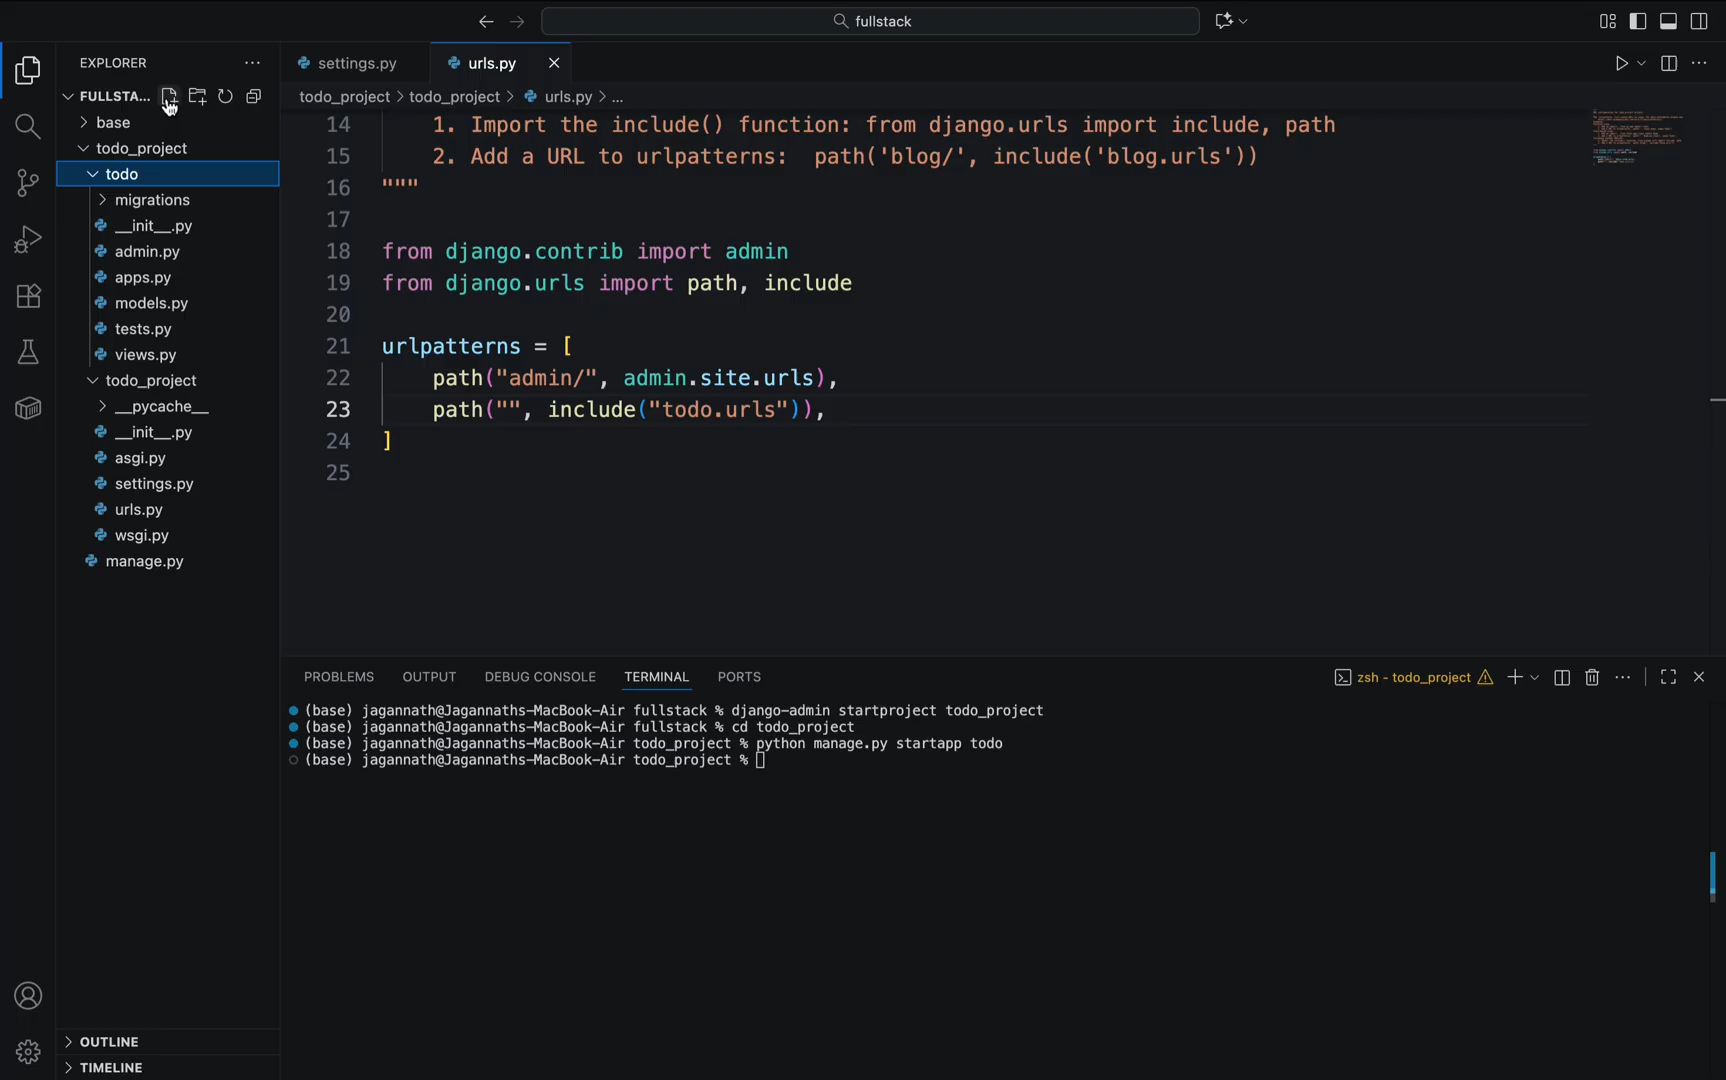 fullstack
EXPLORER
FULLSTA...
base
todo_project
todo
migrations
__init__.py
admin.py
apps.py
models.py
tests.py
views.py
todo_project
__pycache__
__init__.py
asgi.py
settings.py
urls.py
wsgi.py
manage.py
OUTLINE
TIMELINE
settings.py
urls.py
todo_project > todo_project > urls.py > ...
14 1. Import the include() function: from django.urls import include, path
15 2. Add a URL to urlpatterns: path('blog/', include('blog.urls'))
16 """
17
18 from django.contrib import admin
19 from django.urls import path, include
20
21 urlpatterns = [
22 path("admin/", admin.site.urls),
23 path("", include("todo.urls")),
24 ]
25
PROBLEMS OUTPUT DEBUG CONSOLE TERMINAL PORTS
zsh - todo_project
(base) jagannath@Jagannaths-MacBook-Air fullstack % django-admin startproject todo_project
(base) jagannath@Jagannaths-MacBook-Air fullstack % cd todo_project
(base) jagannath@Jagannaths-MacBook-Air todo_project % python manage.py startapp todo
(base) jagannath@Jagannaths-MacBook-Air todo_project %